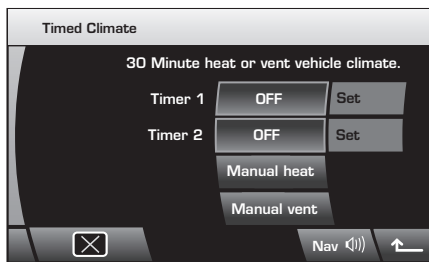 Timed Climate
30 Minute heat or vent vehicle climate.
Timer 1 OFF Set
Timer 2 OFF Set
Manual heat
Manual vent
Nav